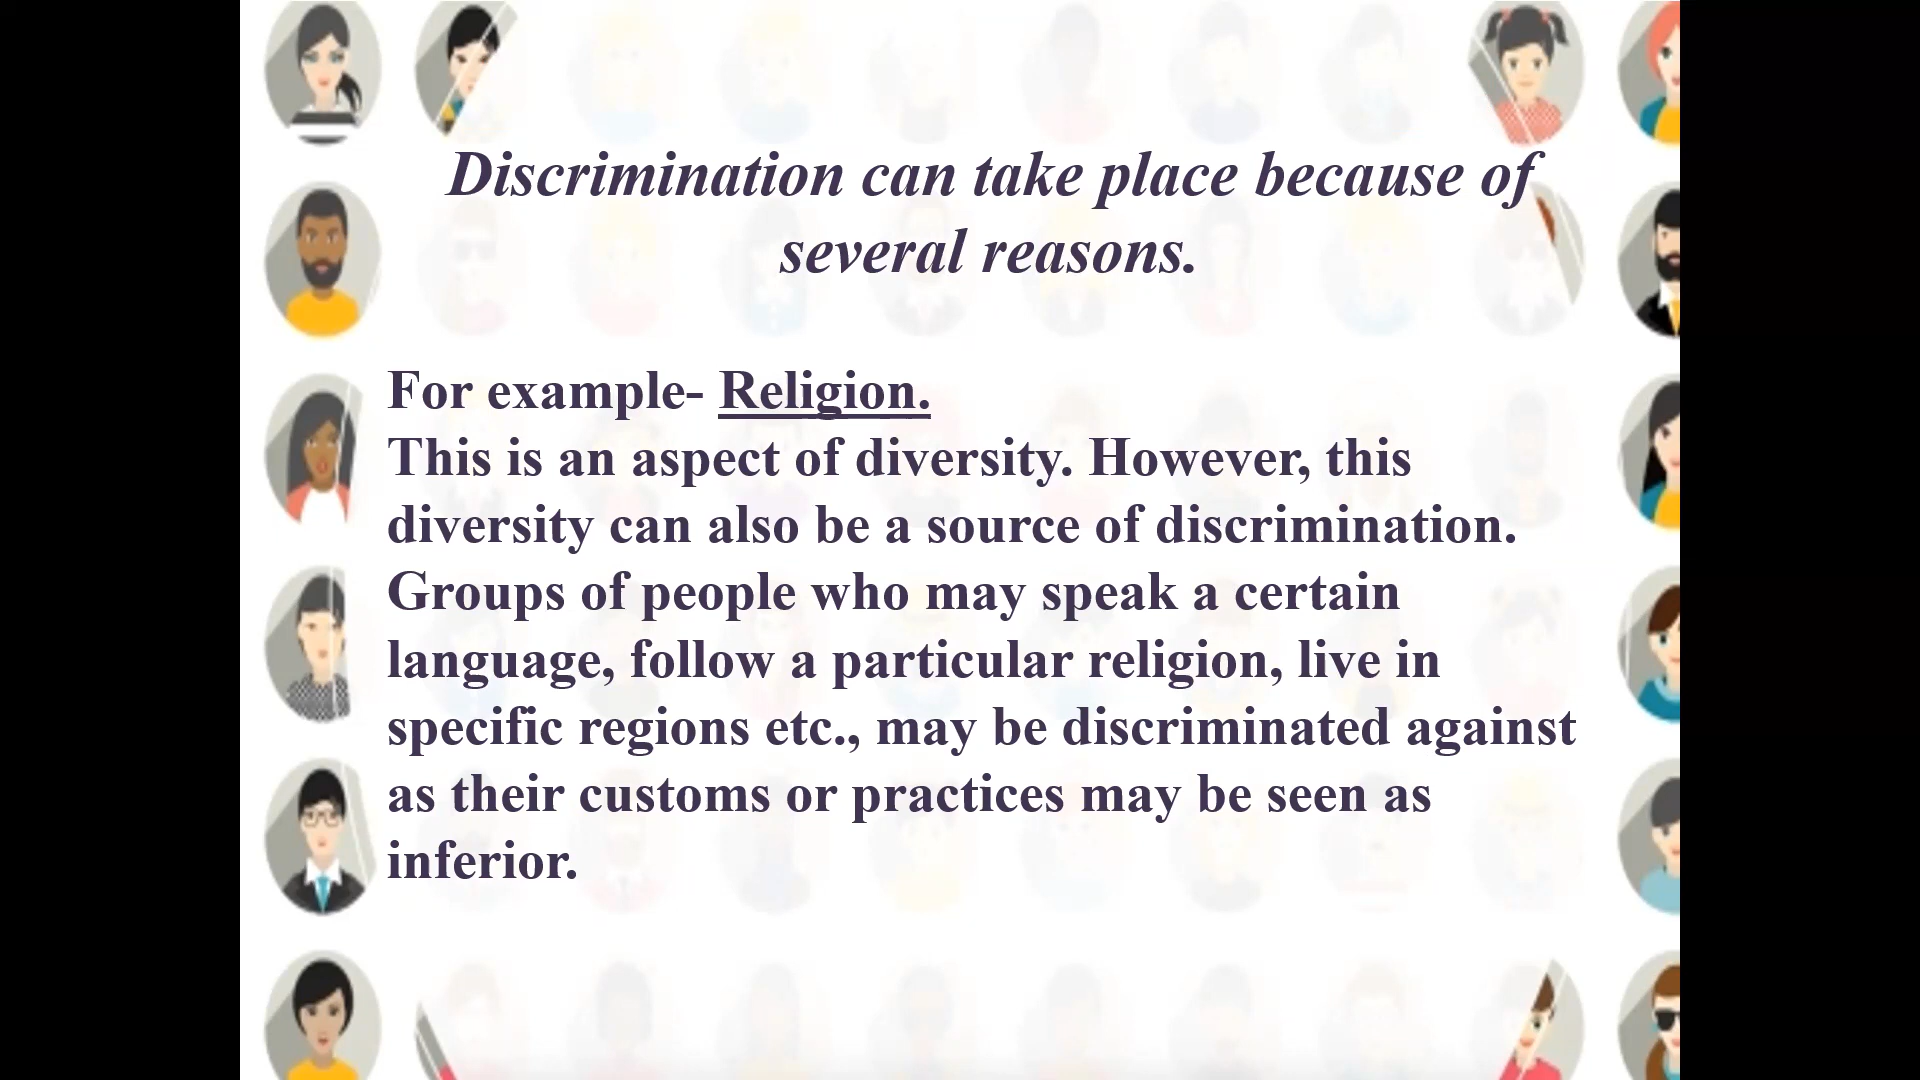 Discrimination can take place because of
several reasons.
For example- Religion.
This is an aspect of diversity. However, this
diversity can also be a source of discrimination.
Groups of people who may speak a certain
language, follow a particular religion, live in
specific regions etc., may be discriminated against
as their customs or practices may be seen as
inferior.